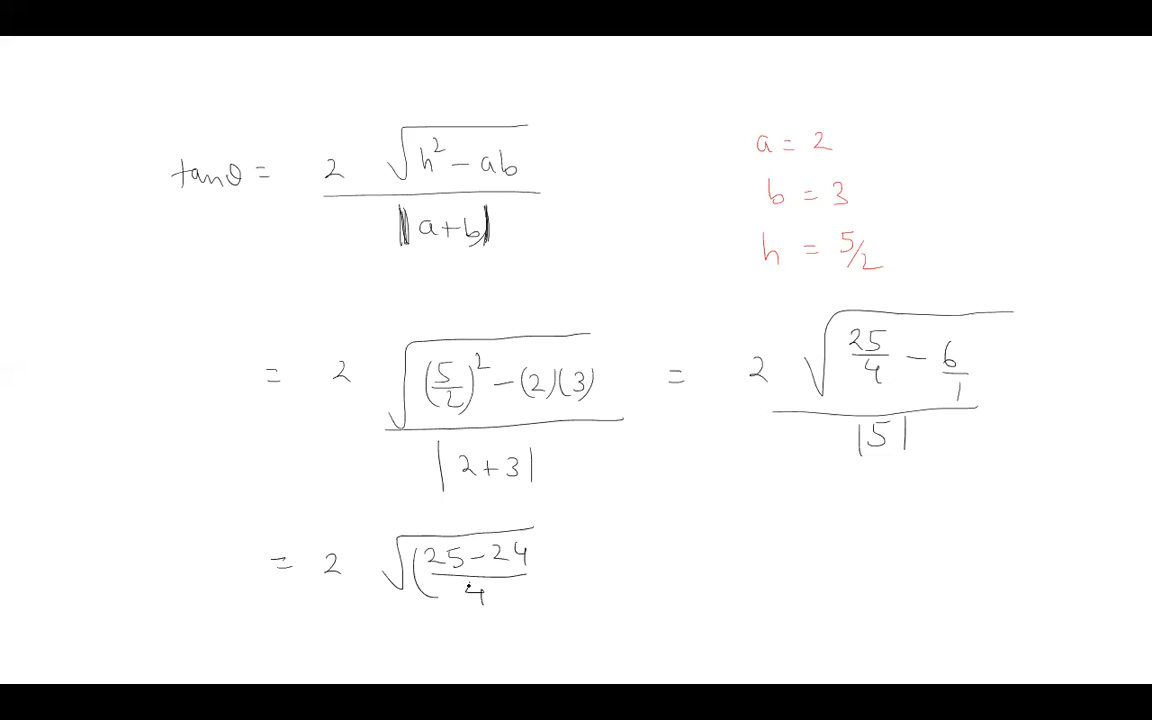 tanθ = 2 √(h² - ab) / |a+b|
a = 2
b = 3
h = 5/2
= 2 √((5/2)² - (2)(3)) / |2+3| = 2 √(25/4 - 6/1) / |5|
= 2 √((25-24/4